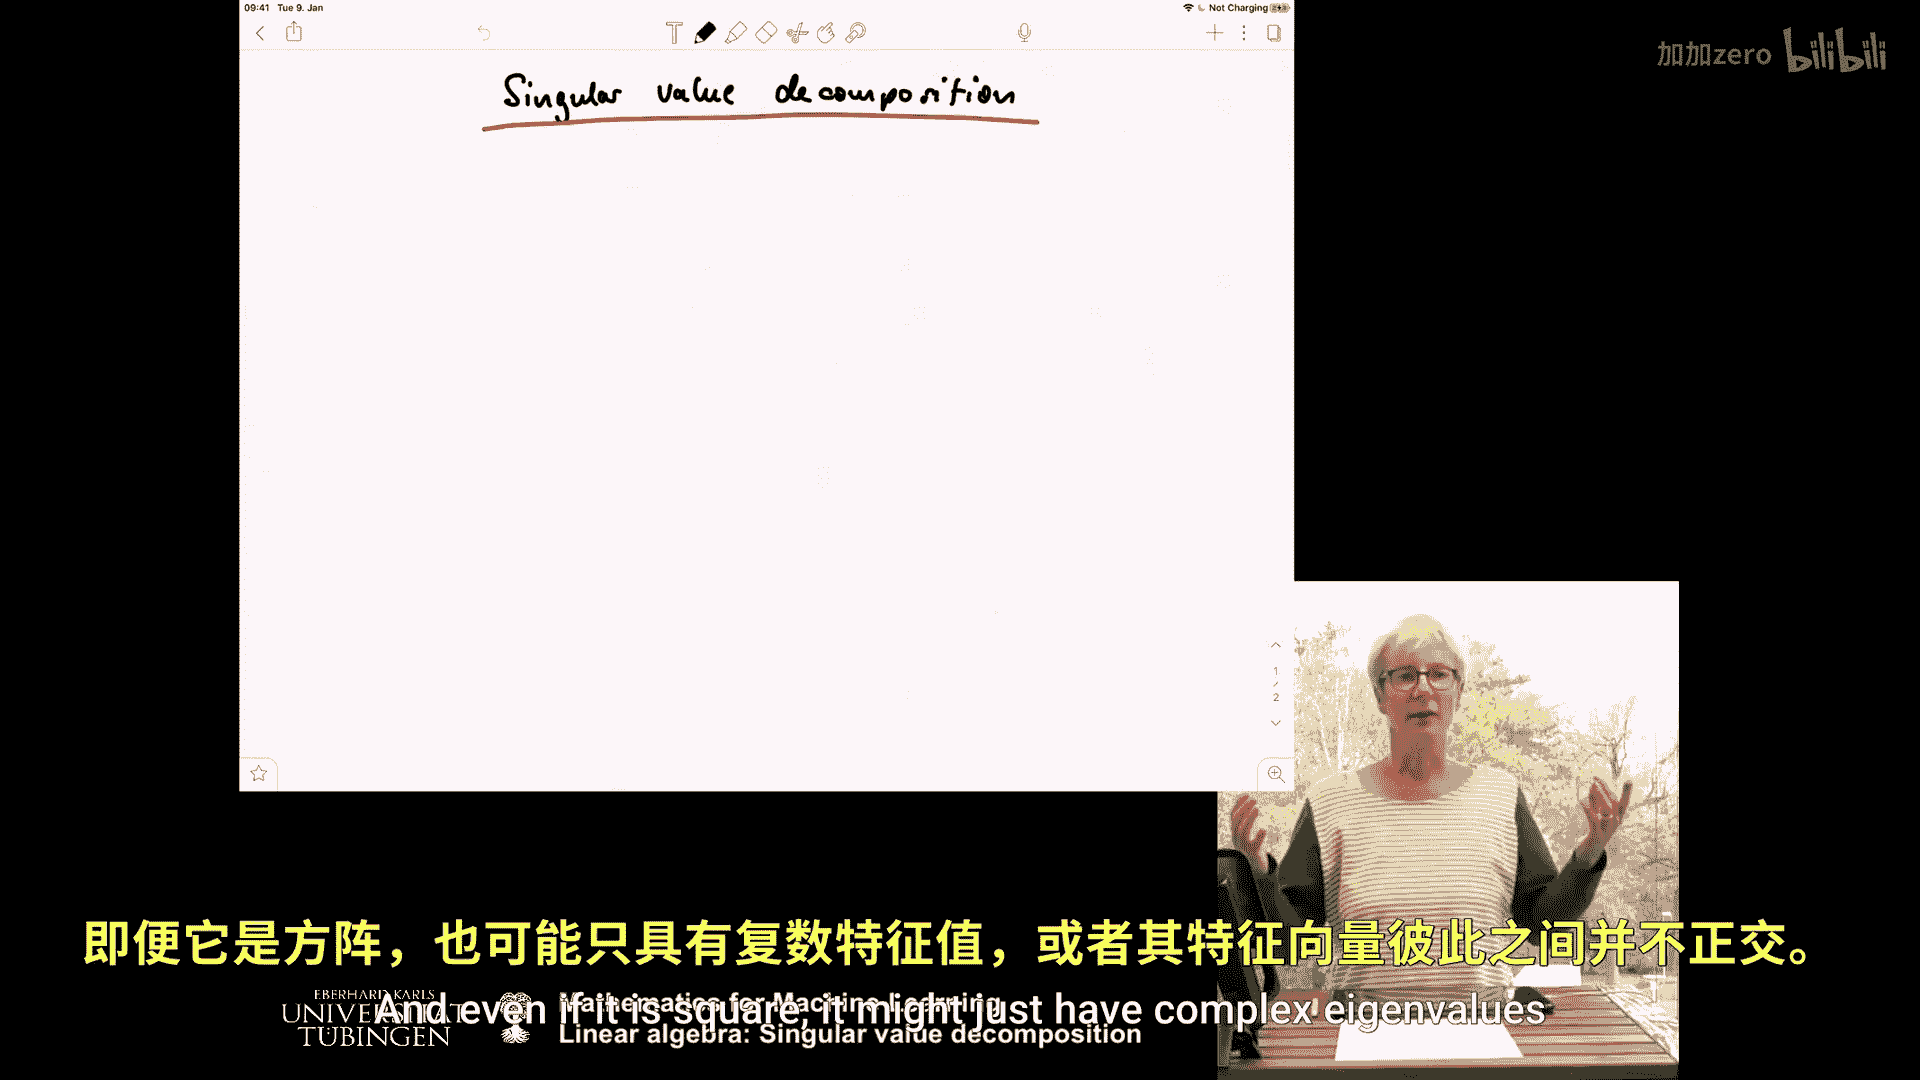 09:41 Tue 9. Jan
Not Charging
加加zero bilibili
Singular value decomposition
1
2
即便它是方阵，也可能只具有复数特征值，或者其特征向量彼此之间并不正交。
And even if it is square, it might just have complex eigenvalues
EBERHARD KARLS
UNIVERSITÄT
TÜBINGEN
Mathematics for Machine Learning
Linear algebra: Singular value decomposition